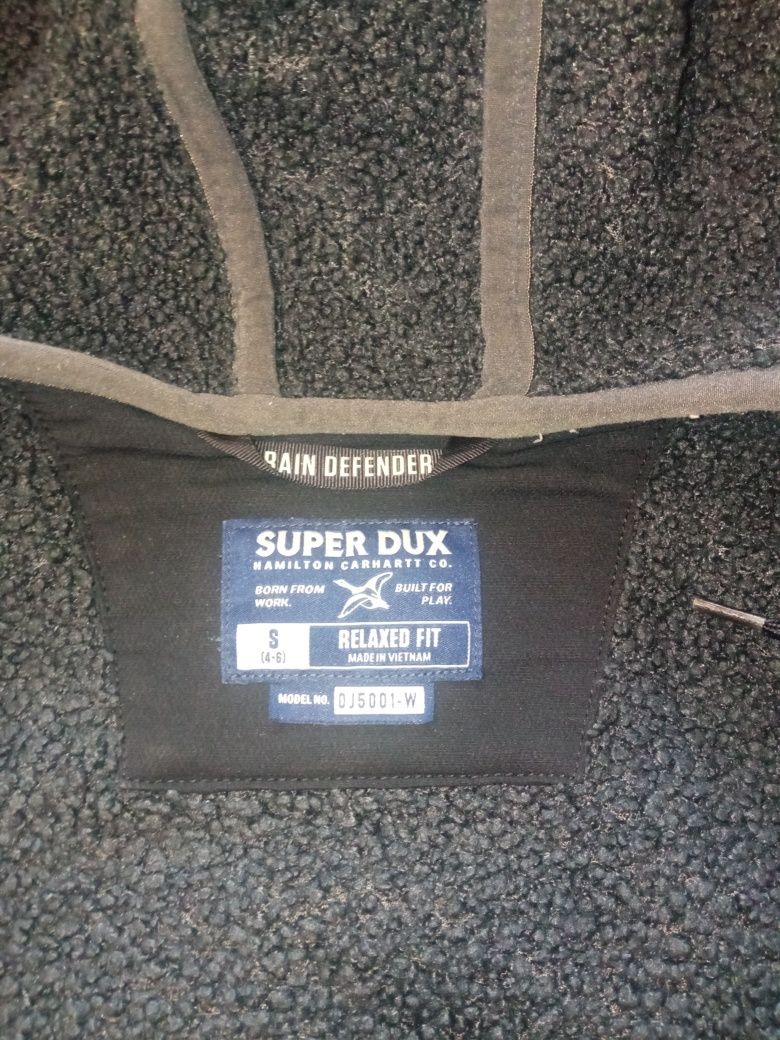 RAIN DEFENDER
SUPER DUX
HAMILTON CARHARTT CO.
BORN FROM WORK.
BUILT FOR PLAY.
S
(4-6)
RELAXED FIT
MADE IN VIETNAM
MODEL NO. OJ5001-W